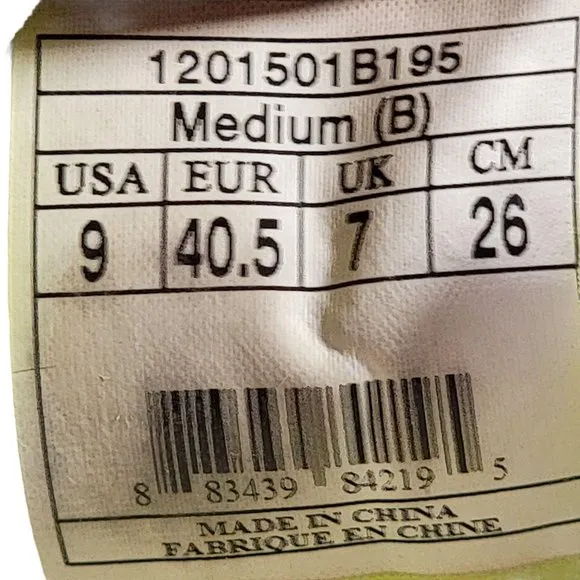 1201501B195
Medium (B)
USA EUR UK CM
9 40.5 7 26
8 83439 84219 5
MADE IN CHINA
FABRIQUE EN CHINE